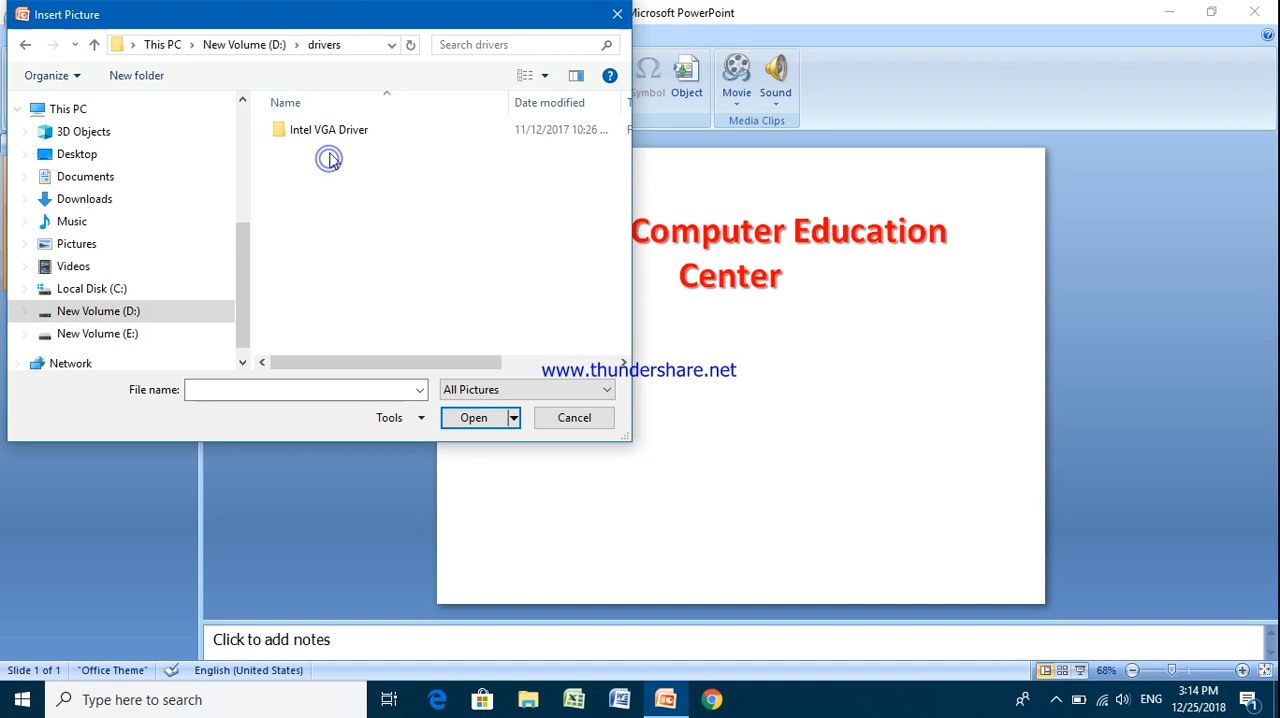 Insert Picture
Microsoft PowerPoint
This PC
New Volume (D:)
drivers
Search drivers
Organize
New folder
Symbol
Object
Movie
Sound
Media Clips
This PC
3D Objects
Desktop
Documents
Downloads
Music
Pictures
Videos
Local Disk (C:)
New Volume (D:)
New Volume (E:)
Network
Name
Date modified
Intel VGA Driver
11/12/2017 10:26 ...
File name:
All Pictures
Tools
Open
Cancel
Computer Education
Center
www.thundershare.net
Click to add notes
Slide 1 of 1
"Office Theme"
English (United States)
68%
Type here to search
ENG
3:14 PM
12/25/2018
1